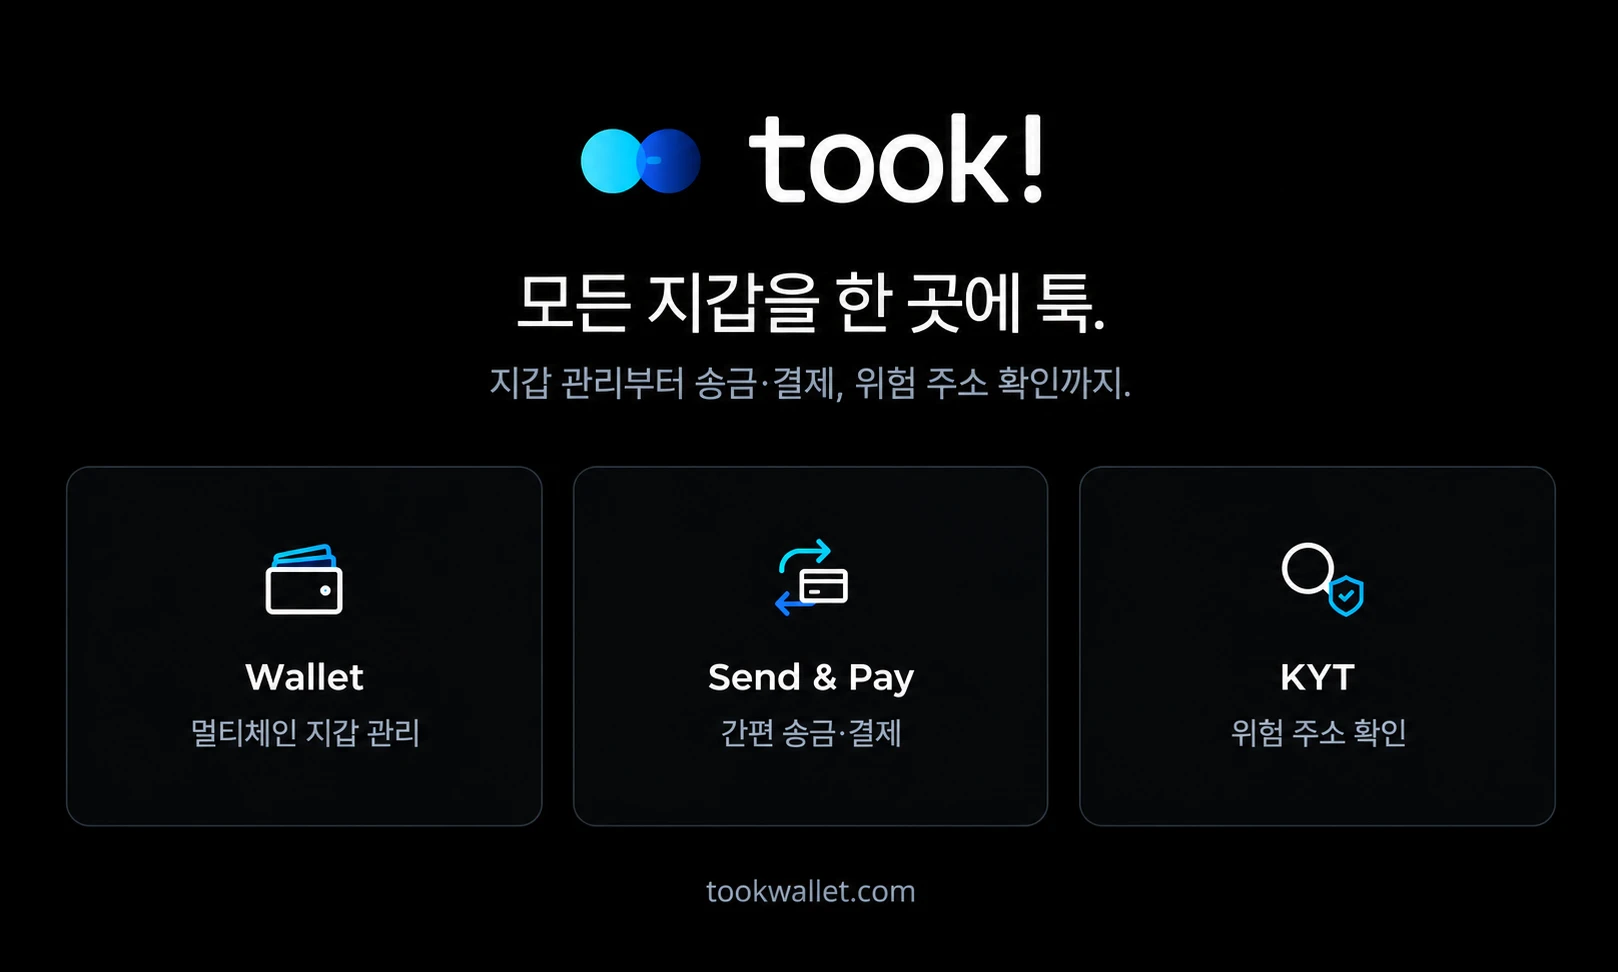 took!
모든 지갑을 한 곳에 툭.
지갑 관리부터 송금·결제, 위험 주소 확인까지.
Wallet
멀티체인 지갑 관리
Send & Pay
간편 송금·결제
KYT
위험 주소 확인
tookwallet.com